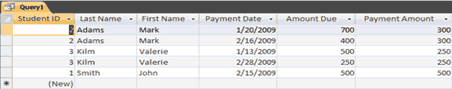 Query1
Student ID Last Name First Name Payment Date Amount Due Payment Amount
2 Adams Mark 1/20/2009 700 300
2 Adams Mark 2/16/2009 400 300
3 Kilm Valerie 1/13/2009 500 250
3 Kilm Valerie 2/28/2009 250 250
1 Smith John 2/15/2009 500 500
* (New)